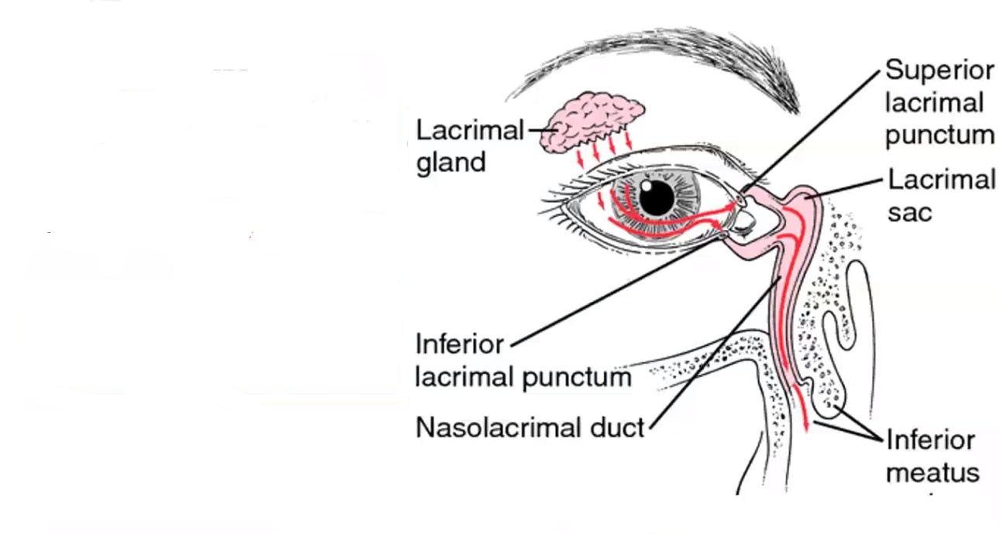 Superior
lacrimal
punctum
Lacrimal
gland
Lacrimal
sac
Inferior
lacrimal punctum
Nasolacrimal duct
Inferior
meatus